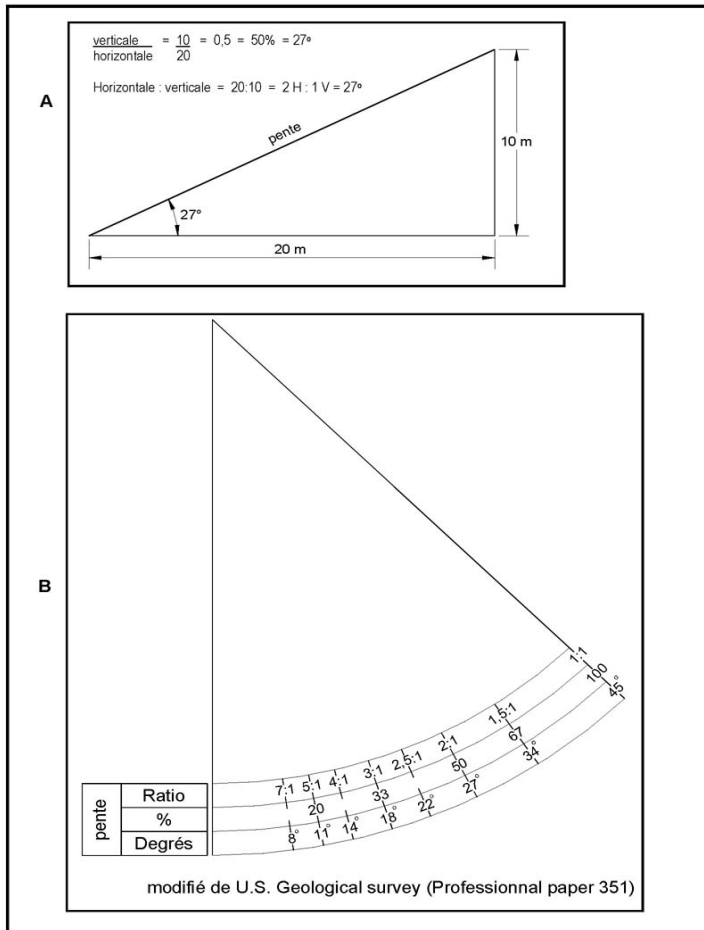 A
verticale = 10 = 0,5 = 50% = 27°
horizontale 20
Horizontale : verticale = 20:10 = 2 H : 1 V = 27°
pente
27°
10 m
20 m
B
7:1 5:1 4:1 3:1 2,5:1 2:1 1,5:1 1:1
20 33 50 67 100
8° 11° 14° 18° 22° 27° 34° 45°
pente
Ratio
%
Degrés
modifié de U.S. Geological survey (Professionnal paper 351)